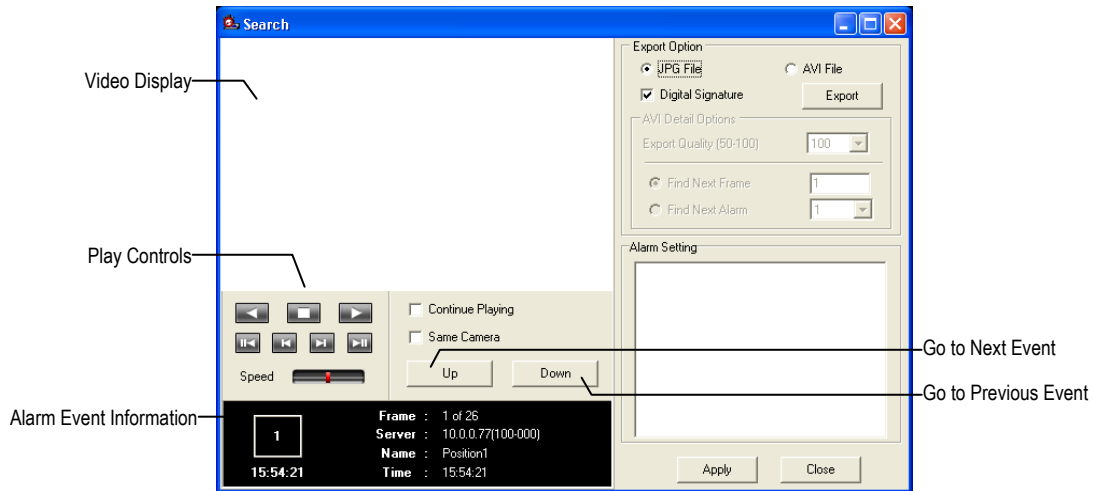 Search
Video Display
Play Controls
Alarm Event Information
Export Option
JPG File
AVI File
Digital Signature
Export
AVI Detail Options
Export Quality (50-100)
100
Find Next Frame
1
Find Next Alarm
1
Alarm Setting
Continue Playing
Same Camera
Up
Down
Speed
Go to Next Event
Go to Previous Event
1
15:54:21
Frame : 1 of 26
Server : 10.0.0.77(100-000)
Name : Position1
Time : 15:54:21
Apply
Close